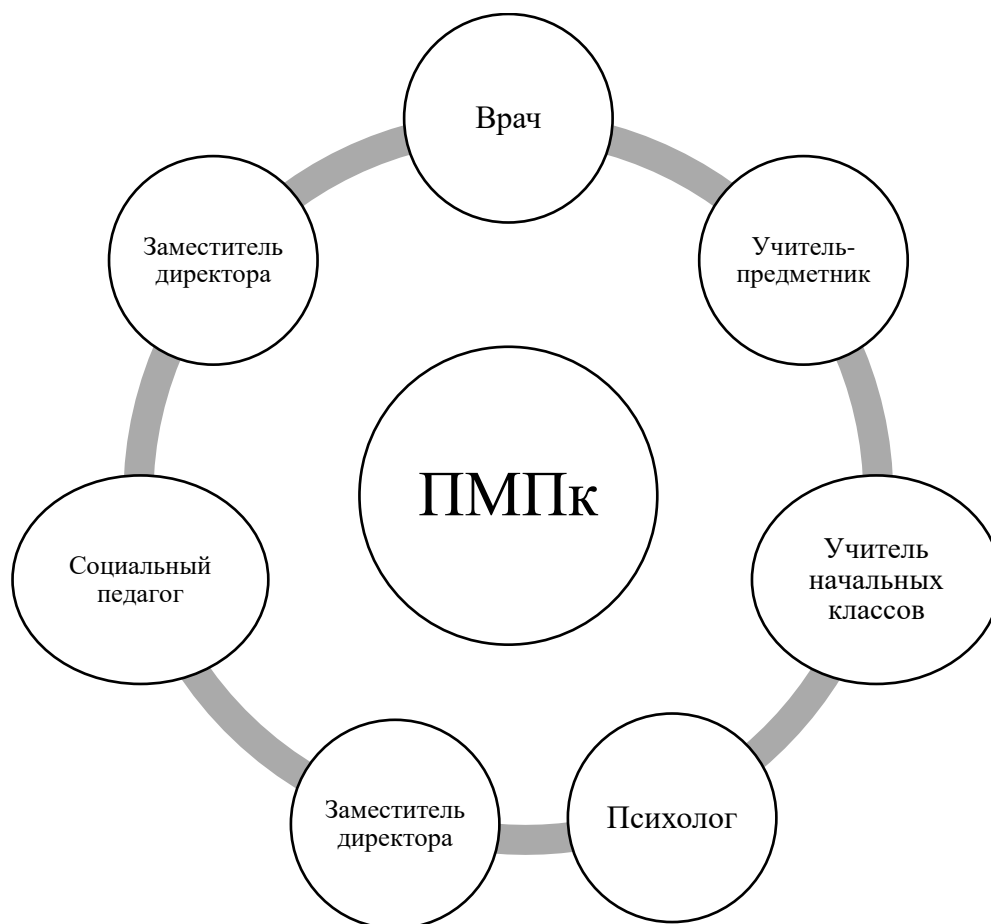 Врач
Заместитель
директора
Учитель-
предметник
ПМПк
Социальный
педагог
Учитель
начальных
классов
Заместитель
директора
Психолог